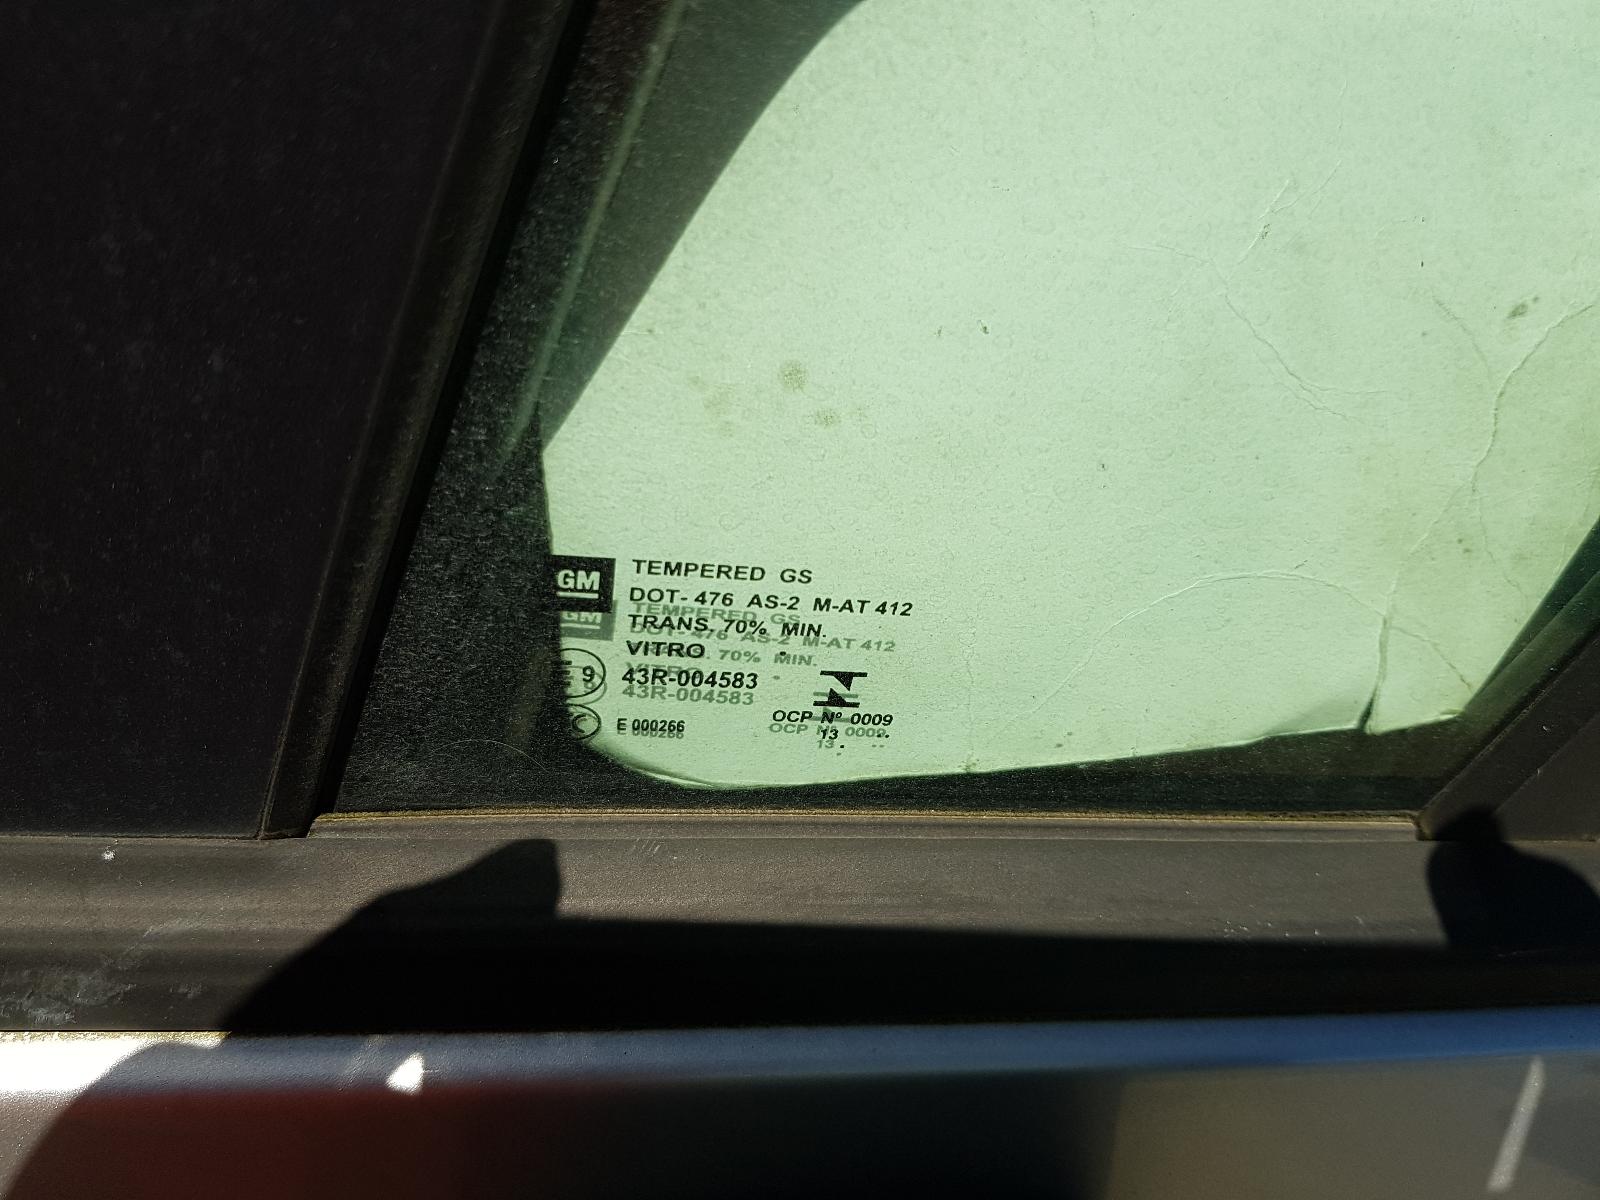 GM
TEMPERED GS
DOT- 476 AS-2 M-AT 412
TRANS. 70% MIN.
VITRO
E 9 43R-004583
C E 000266
OCP Nº 0009
13